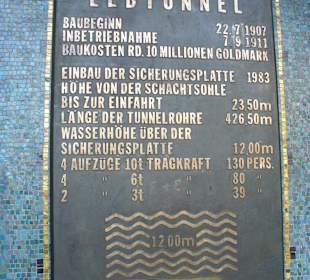 ELBTUNNEL
BAUBEGINN 22.7.1907
INBETRIEBNAHME 7.9.1911
BAUKOSTEN RD. 10 MILLIONEN GOLDMARK
EINBAU DER SICHERUNGSPLATTE 1983
HÖHE VON DER SCHACHTSOHLE
BIS ZUR EINFAHRT 23,50m
LÄNGE DER TUNNELROHRE 426,50m
WASSERHÖHE ÜBER DER
SICHERUNGSPLATTE 12,00m
4 AUFZÜGE 10t TRAGKRAFT 130 PERS.
4 " 6t " 80 "
2 " 3t " 39 "
12,00m